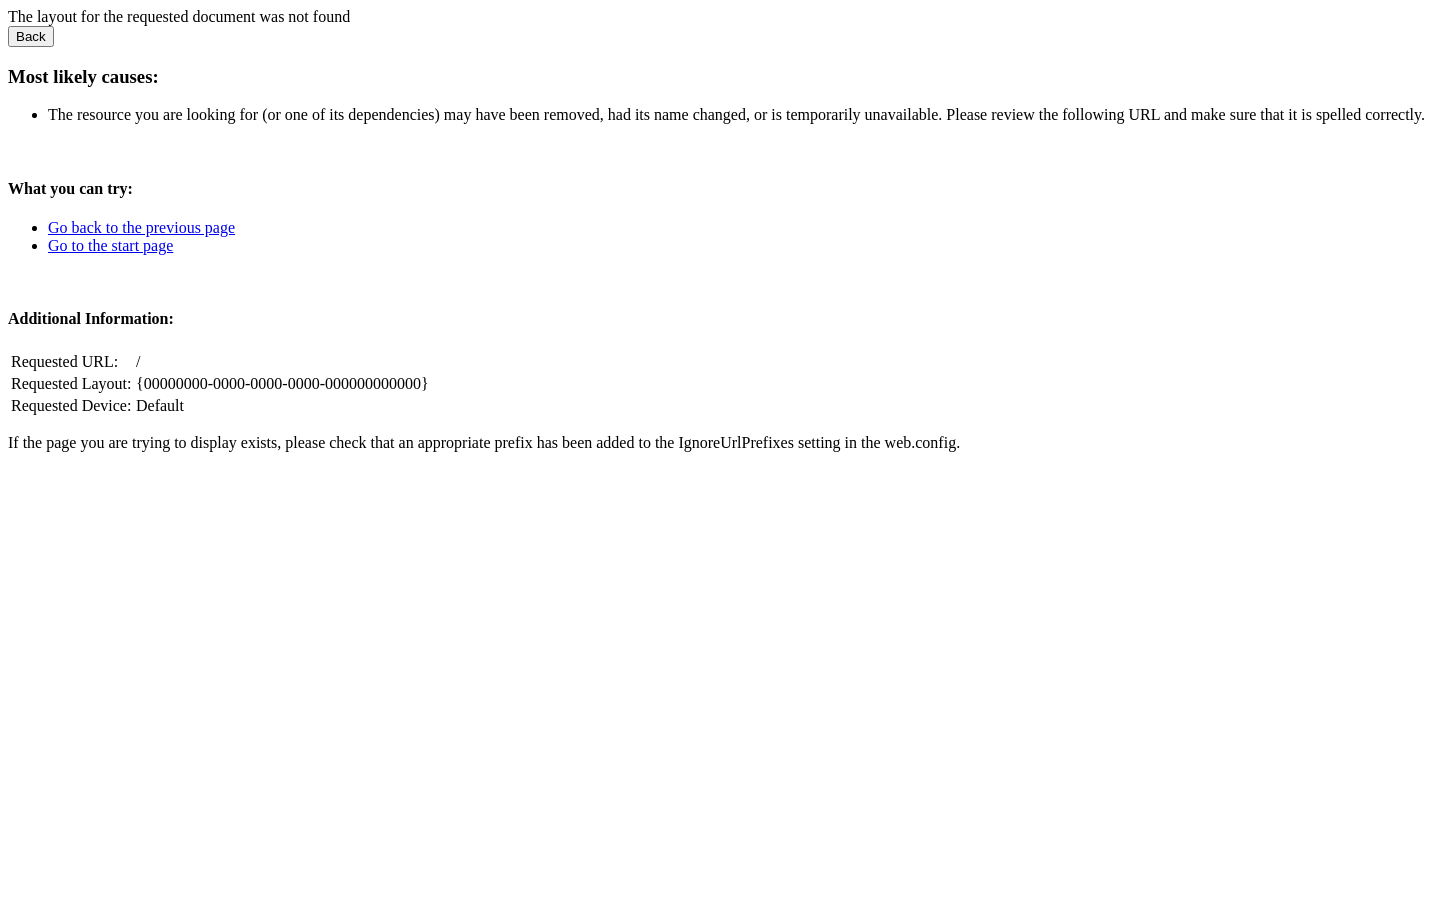 The layout for the requested document was not found
Back
Most likely causes:
The resource you are looking for (or one of its dependencies) may have been removed, had its name changed, or is temporarily unavailable. Please review the following URL and make sure that it is spelled correctly.
What you can try:
Go back to the previous page
Go to the start page
Additional Information:
Requested URL: /
Requested Layout: {00000000-0000-0000-0000-000000000000}
Requested Device: Default
If the page you are trying to display exists, please check that an appropriate prefix has been added to the IgnoreUrlPrefixes setting in the web.config.